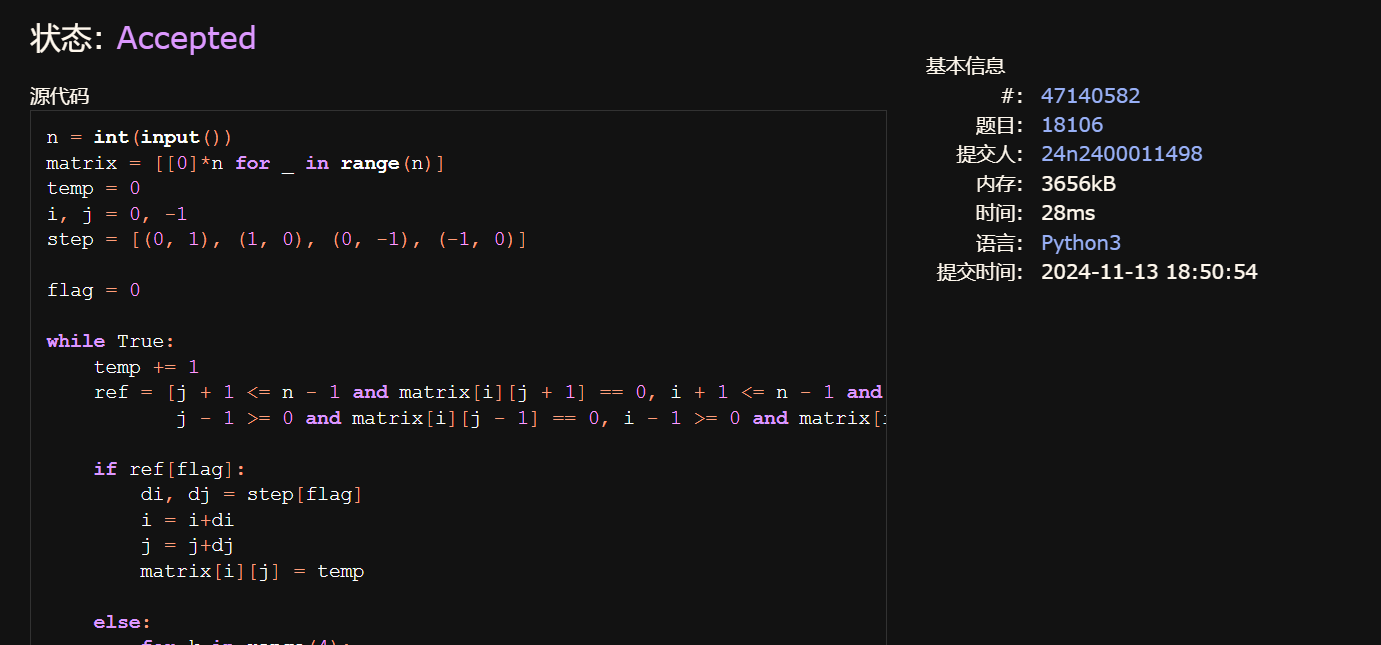 状态: Accepted
源代码
n = int(input())
matrix = [[0]*n for _ in range(n)]
temp = 0
i, j = 0, -1
step = [(0, 1), (1, 0), (0, -1), (-1, 0)]
flag = 0
while True:
    temp += 1
    ref = [j + 1 <= n - 1 and matrix[i][j + 1] == 0, i + 1 <= n - 1 and
           j - 1 >= 0 and matrix[i][j - 1] == 0, i - 1 >= 0 and matrix[i
    if ref[flag]:
        di, dj = step[flag]
        i = i+di
        j = j+dj
        matrix[i][j] = temp
    else:
        for k in range(4):
基本信息
#: 47140582
题目: 18106
提交人: 24n2400011498
内存: 3656kB
时间: 28ms
语言: Python3
提交时间: 2024-11-13 18:50:54